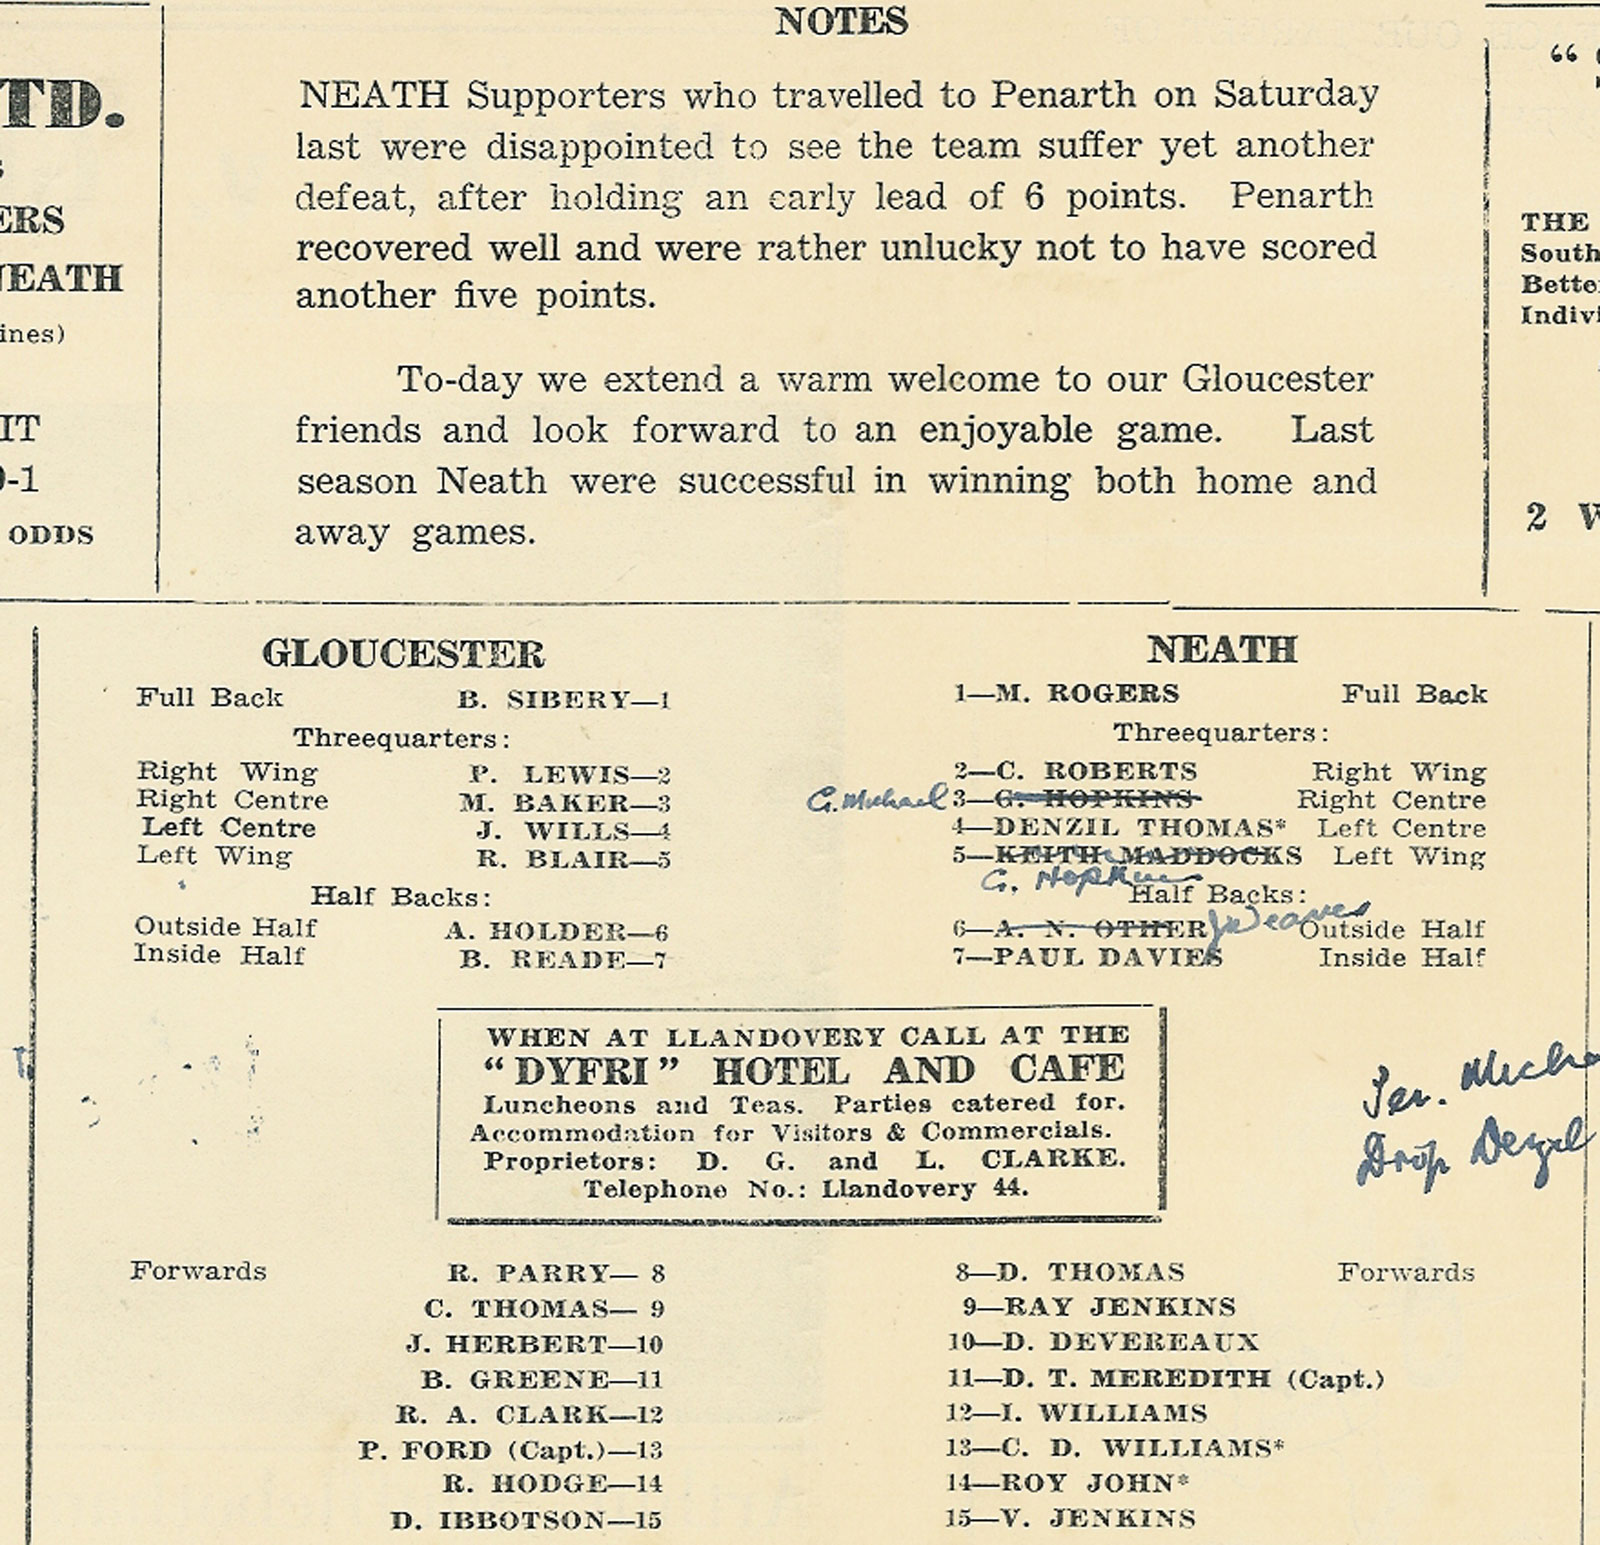 NOTES
NEATH Supporters who travelled to Penarth on Saturday
last were disappointed to see the team suffer yet another
defeat, after holding an early lead of 6 points. Penarth
recovered well and were rather unlucky not to have scored
another five points.
To-day we extend a warm welcome to our Gloucester
friends and look forward to an enjoyable game. Last
season Neath were successful in winning both home and
away games.
TD.
ERS
NEATH
ines)
IT
0-1
ODDS
THE
South
Better
Indivi
2 W
GLOUCESTER
Full Back B. SIBERY—1
Threequarters:
Right Wing P. LEWIS—2
Right Centre M. BAKER—3
Left Centre J. WILLS—4
Left Wing R. BLAIR—5
Half Backs:
Outside Half A. HOLDER—6
Inside Half B. READE—7
NEATH
1—M. ROGERS Full Back
Threequarters:
2—C. ROBERTS Right Wing
G. Michael 3—G. HOPKINS Right Centre
4—DENZIL THOMAS* Left Centre
5—KEITH MADDOCKS Left Wing
G. Hopkins
Half Backs:
6—A. N. OTHER J Weaver Outside Half
7—PAUL DAVIES Inside Half
WHEN AT LLANDOVERY CALL AT THE
"DYFRI" HOTEL AND CAFE
Luncheons and Teas. Parties catered for.
Accommodation for Visitors & Commercials.
Proprietors: D. G. and L. CLARKE.
Telephone No.: Llandovery 44.
Pen. Micha
Drop Denzil
Forwards R. PARRY— 8
C. THOMAS— 9
J. HERBERT—10
B. GREENE—11
R. A. CLARK—12
P. FORD (Capt.)—13
R. HODGE—14
D. IBBOTSON—15
8—D. THOMAS Forwards
9—RAY JENKINS
10—D. DEVEREAUX
11—D. T. MEREDITH (Capt.)
12—I. WILLIAMS
13—C. D. WILLIAMS*
14—ROY JOHN*
15—V. JENKINS